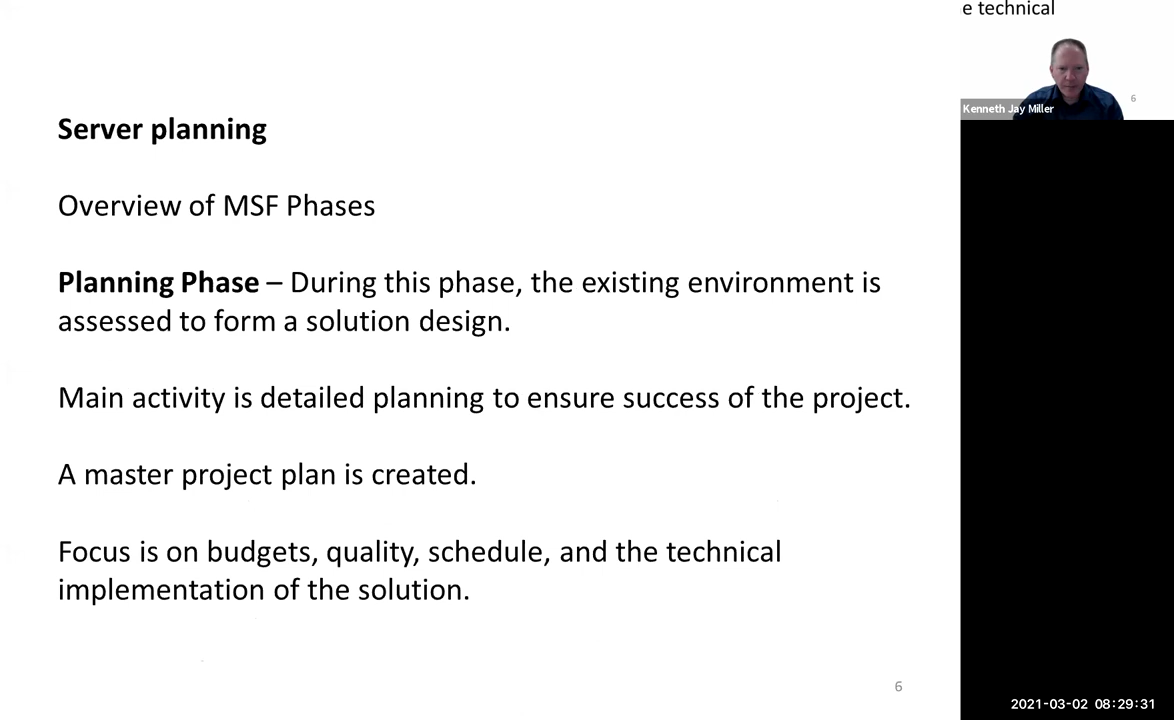 Server planning
Overview of MSF Phases
Planning Phase – During this phase, the existing environment is
assessed to form a solution design.
Main activity is detailed planning to ensure success of the project.
A master project plan is created.
Focus is on budgets, quality, schedule, and the technical
implementation of the solution.
6
e technical
Kenneth Jay Miller
6
2021-03-02 08:29:31